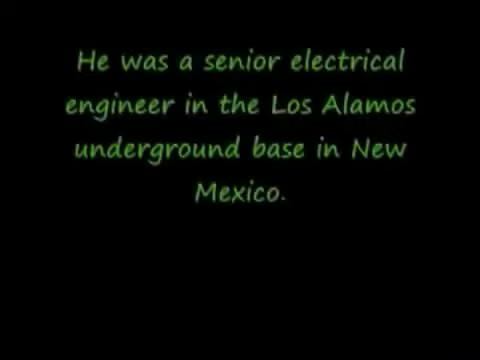 He was a senior electrical
engineer in the Los Alamos
underground base in New
Mexico.